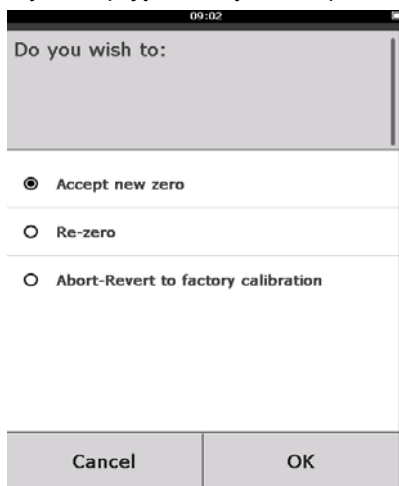 09:02
Do you wish to:
Accept new zero
Re-zero
Abort-Revert to factory calibration
Cancel
OK